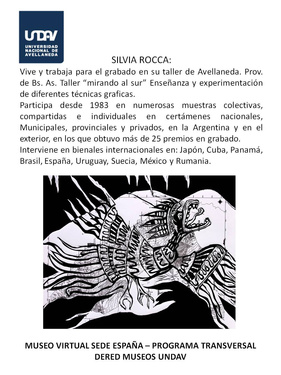 UNDAV
UNIVERSIDAD
NACIONAL DE
AVELLANEDA
SILVIA ROCCA:
Vive y trabaja para el grabado en su taller de Avellaneda. Prov.
de Bs. As. Taller “mirando al sur” Enseñanza y experimentación
de diferentes técnicas graficas.
Participa desde 1983 en numerosas muestras colectivas,
compartidas e individuales en certámenes nacionales,
Municipales, provinciales y privados, en la Argentina y en el
exterior, en los que obtuvo más de 25 premios en grabado.
Interviene en bienales internacionales en: Japón, Cuba, Panamá,
Brasil, España, Uruguay, Suecia, México y Rumania.
MUSEO VIRTUAL SEDE ESPAÑA – PROGRAMA TRANSVERSAL
DERED MUSEOS UNDAV